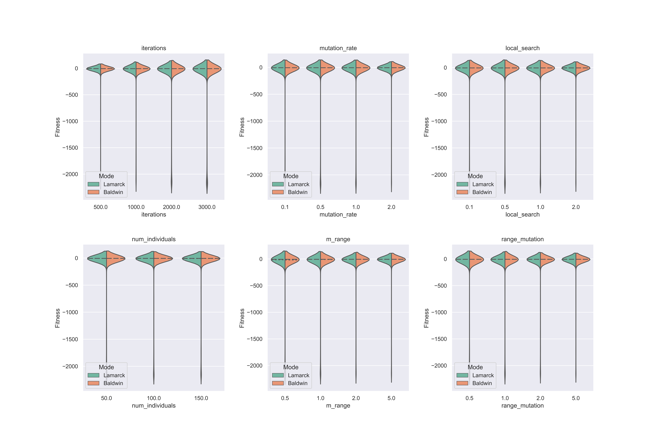 iterations
0
−500
−1000
−1500
−2000
Fitness
Mode
Lamarck
Baldwin
500.0 1000.0 2000.0 3000.0
iterations
mutation_rate
0
−500
−1000
−1500
−2000
Fitness
Mode
Lamarck
Baldwin
0.1 0.5 1.0 2.0
mutation_rate
local_search
0
−500
−1000
−1500
−2000
Fitness
Mode
Lamarck
Baldwin
0.1 0.5 1.0 2.0
local_search
num_individuals
0
−500
−1000
−1500
−2000
Fitness
Mode
Lamarck
Baldwin
50.0 100.0 150.0
num_individuals
m_range
0
−500
−1000
−1500
−2000
Fitness
Mode
Lamarck
Baldwin
0.5 1.0 2.0 5.0
m_range
range_mutation
0
−500
−1000
−1500
−2000
Fitness
Mode
Lamarck
Baldwin
0.5 1.0 2.0 5.0
range_mutation